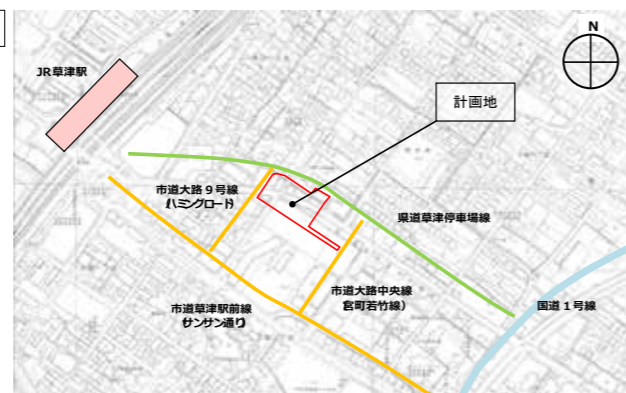 N
JR草津駅
計画地
市道大路９号線
(ハミングロード)
県道草津停車場線
市道大路中央線
(宮町若竹線)
国道１号線
市道草津駅前線
(サンサン通り)